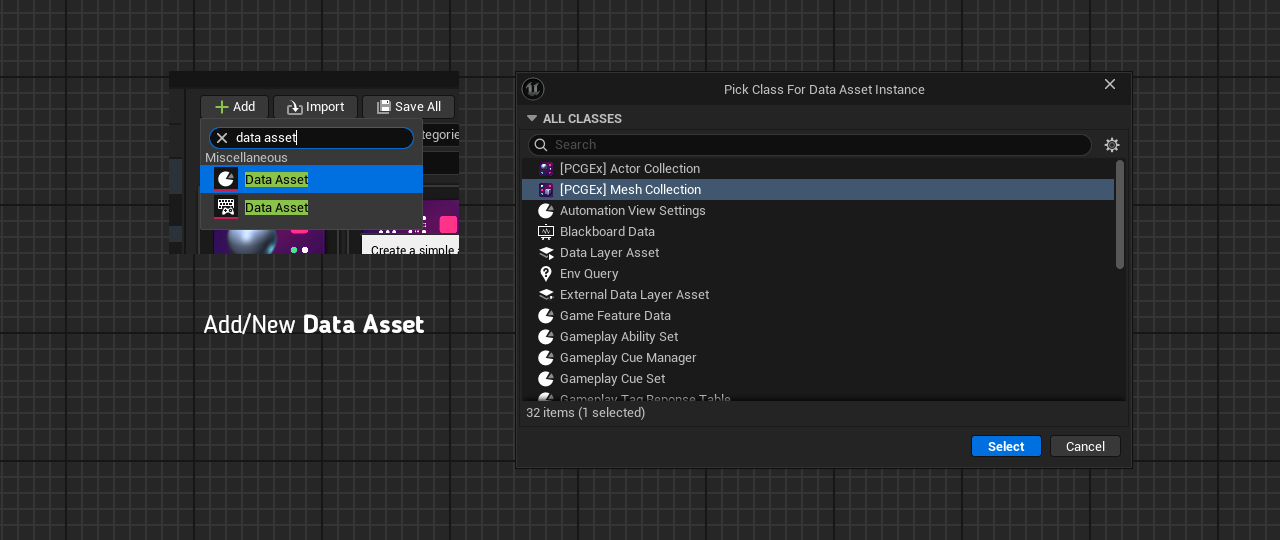 Add
Import
Save All
data asset
tegorie
Miscellaneous
Data Asset
Data Asset
Create a simple
Add/New Data Asset
Pick Class For Data Asset Instance
ALL CLASSES
Search
[PCGEx] Actor Collection
[PCGEx] Mesh Collection
Automation View Settings
Blackboard Data
Data Layer Asset
Env Query
External Data Layer Asset
Game Feature Data
Gameplay Ability Set
Gameplay Cue Manager
Gameplay Cue Set
Gameplay Tag Reponse Table
32 items (1 selected)
Select
Cancel